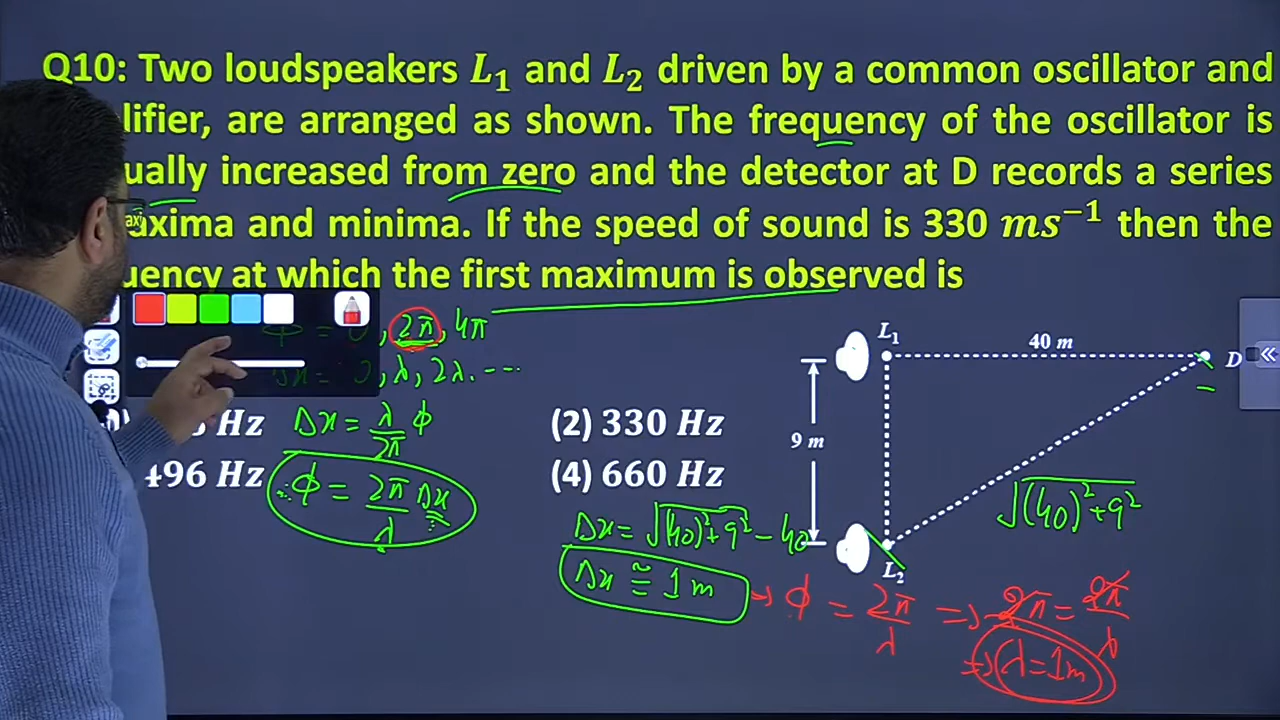 Q10: Two loudspeakers L₁ and L₂ driven by a common oscillator and
lifier, are arranged as shown. The frequency of the oscillator is
ually increased from zero and the detector at D records a series
axima and minima. If the speed of sound is 330 ms⁻¹ then the
uency at which the first maximum is observed is
, 2π, 4π
, λ, 2λ. ---
Hz
Δx = λ/2π ϕ
(2) 330 Hz
496 Hz
∴ ϕ = 2π/λ Δx
(4) 660 Hz
L₁
40 m
D
9 m
L₂
√(40)²+9²
Δx = √(40)²+9² - 40
Δx ≅ 1 m
⇒ ϕ = 2π/λ ⇒ 2π = 2π/λ
⇒ λ = 1m